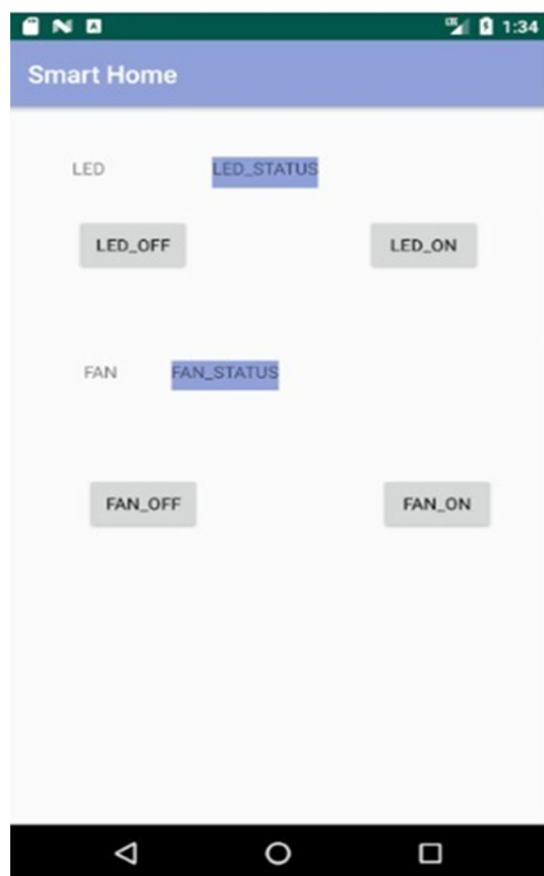 1:34
Smart Home
LED LED_STATUS
LED_OFF LED_ON
FAN FAN_STATUS
FAN_OFF FAN_ON